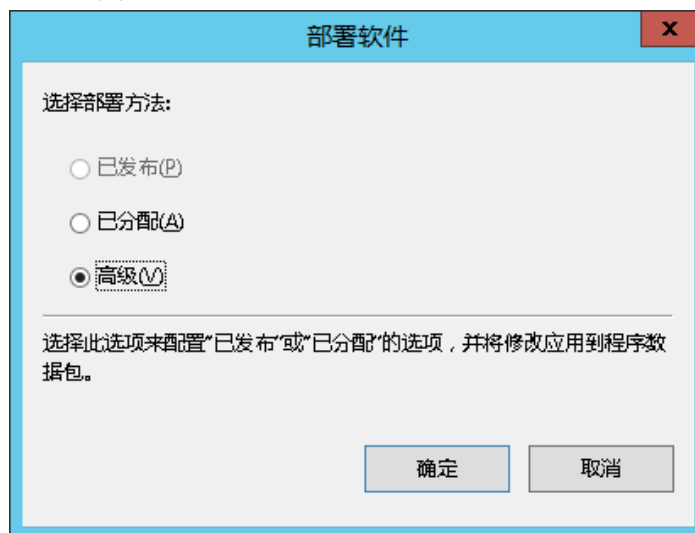 部署软件
x
选择部署方法:
已发布(P)
已分配(A)
高级(V)
选择此选项来配置"已发布"或"已分配"的选项，并将修改应用到程序数
据包。
确定
取消